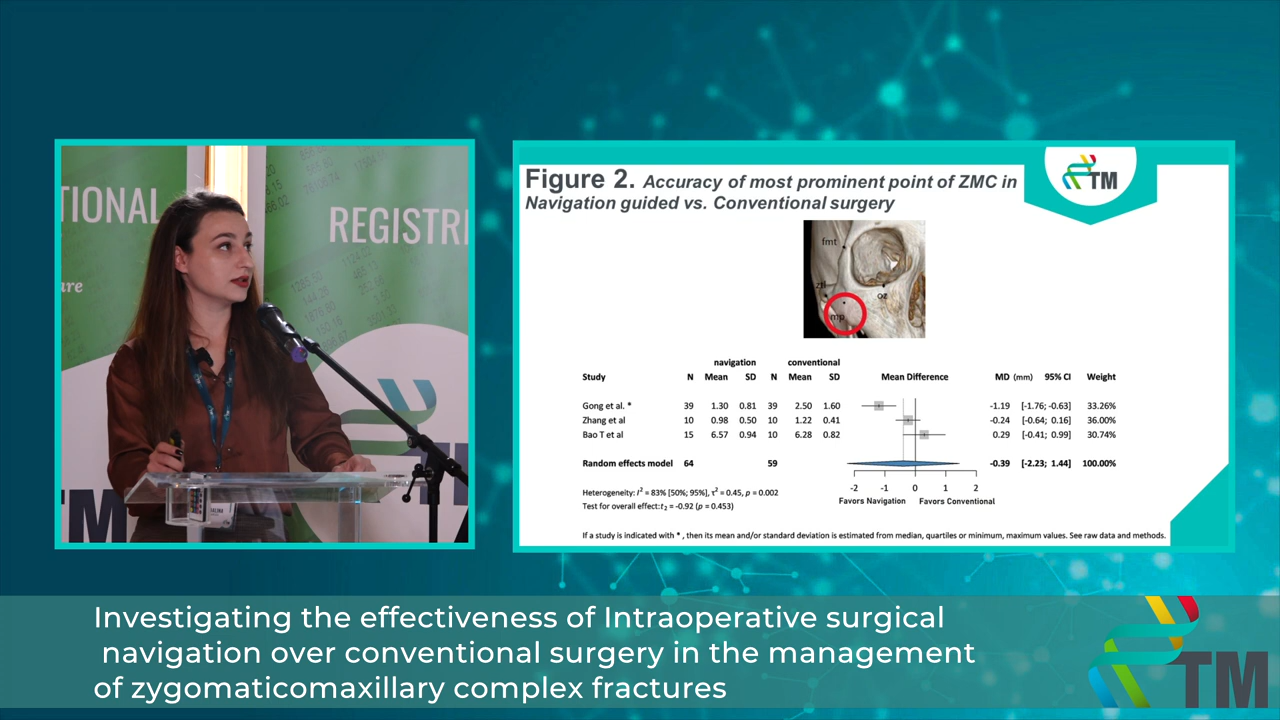 TIONAL
REGISTRI
are
TM
TM
Figure 2. Accuracy of most prominent point of ZMC in
Navigation guided vs. Conventional surgery
TM
fmt
oz
mp
navigation conventional
Study N Mean SD N Mean SD Mean Difference MD (mm) 95% CI Weight
Gong et al. * 39 1.30 0.81 39 2.50 1.60 -1.19 [-1.76; -0.63] 33.26%
Zhang et al 10 0.98 0.50 10 1.22 0.41 -0.24 [-0.64; 0.16] 36.00%
Bao T et al 15 6.57 0.94 10 6.28 0.82 0.29 [-0.41; 0.99] 30.74%
Random effects model 64 59 -0.39 [-2.23; 1.44] 100.00%
-2 -1 0 1 2
Favors Navigation Favors Conventional
Heterogeneity: I² = 83% [50%; 95%], τ² = 0.45, p = 0.002
Test for overall effect: t₂ = -0.92 (p = 0.453)
If a study is indicated with * , then its mean and/or standard deviation is estimated from median, quartiles or minimum, maximum values. See raw data and methods.
Investigating the effectiveness of Intraoperative surgical
navigation over conventional surgery in the management
of zygomaticomaxillary complex fractures
TM